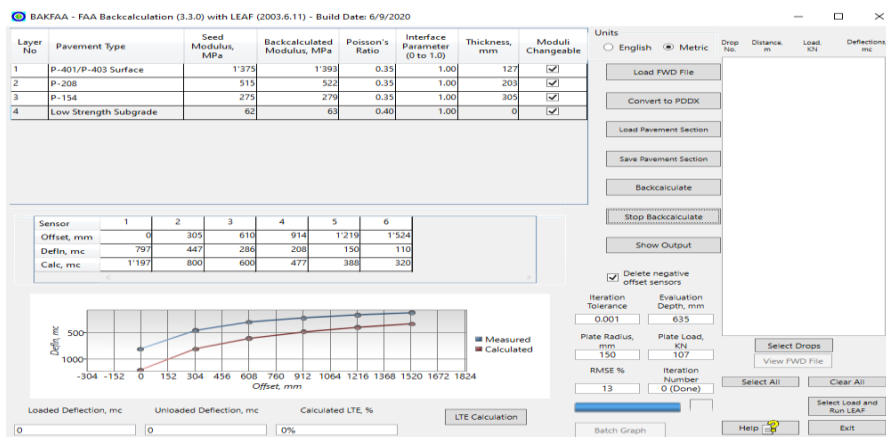 BAKFAA - FAA Backcalculation (3.3.0) with LEAF (2003.6.11) - Build Date: 6/9/2020
Layer No Pavement Type Seed Modulus, MPa Backcalculated Modulus, MPa Poisson's Ratio Interface Parameter (0 to 1.0) Thickness, mm Moduli Changeable
1 P-401/P-403 Surface 1'375 1'393 0.35 1.00 127
2 P-208 515 522 0.35 1.00 203
3 P-154 275 279 0.35 1.00 305
4 Low Strength Subgrade 62 63 0.40 1.00 0
Units
English Metric
Load FWD File
Convert to PDDX
Load Pavement Section
Save Pavement Section
Backcalculate
Stop Backcalculate
Show Output
Delete negative
offset sensors
Drop No. Distance, m Load, KN Deflections, mc
Sensor 1 2 3 4 5 6
Offset, mm 0 305 610 914 1'219 1'524
Defln, mc 797 447 286 208 150 110
Calc, mc 1'197 800 600 477 388 320
Defln, mc
500
1000
-304 -152 0 152 304 456 608 760 912 1064 1216 1368 1520 1672 1824
Offset, mm
Measured
Calculated
Iteration Tolerance
0.001
Evaluation Depth, mm
635
Plate Radius, mm
150
Plate Load, KN
107
RMSE %
13
Iteration Number
0 (Done)
Loaded Deflection, mc
0
Unloaded Deflection, mc
0
Calculated LTE, %
0%
LTE Calculation
Batch Graph
Select Drops
View FWD File
Select All
Clear All
Select Load and
Run LEAF
Help
Exit